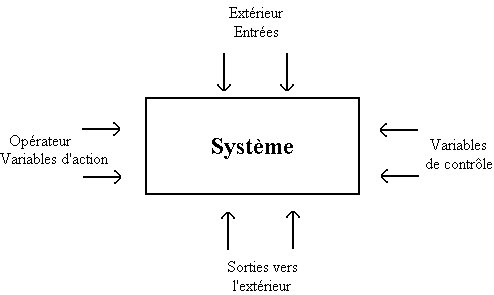 Extérieur
Entrées
Opérateur
Variables d'action
Système
Variables
de contrôle
Sorties vers
l'extérieur